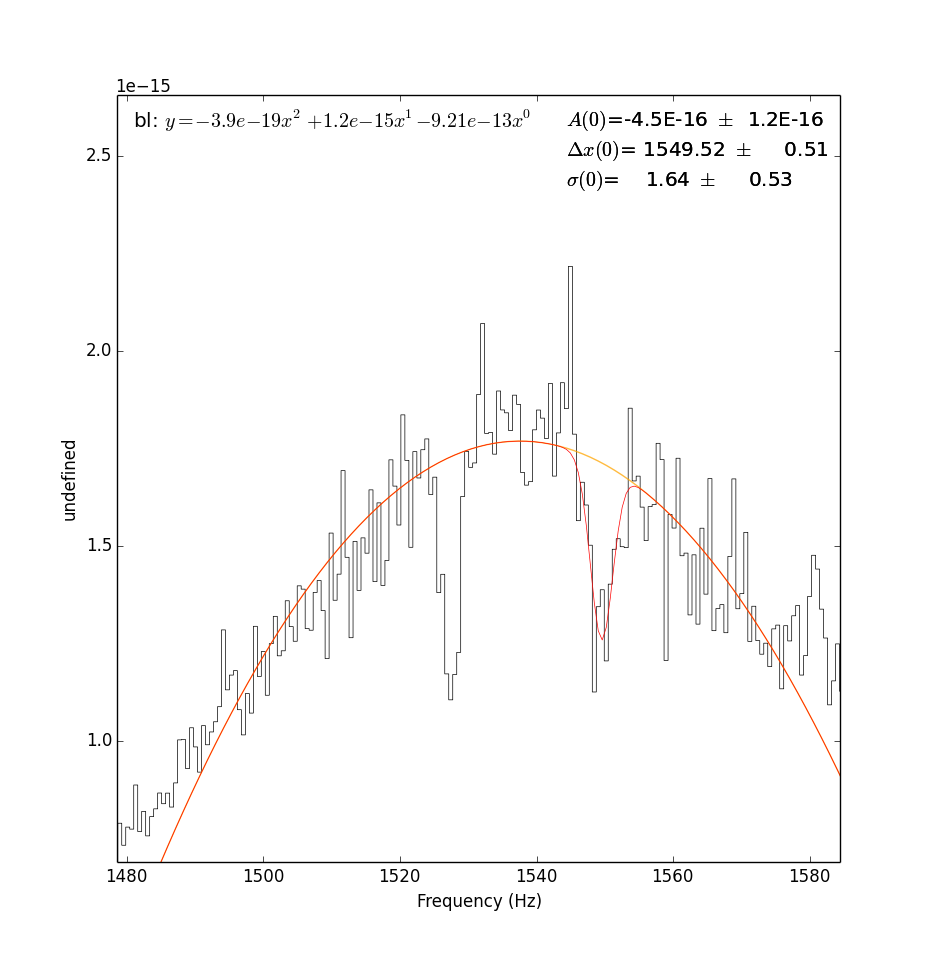 1e−15
bl: y=−3.9e−19x² +1.2e−15x¹ −9.21e−13x⁰
A(0)=-4.5E-16 ± 1.2E-16
Δx(0)= 1549.52 ± 0.51
σ(0)= 1.64 ± 0.53
2.5
2.0
1.5
1.0
undefined
1480 1500 1520 1540 1560 1580
Frequency (Hz)